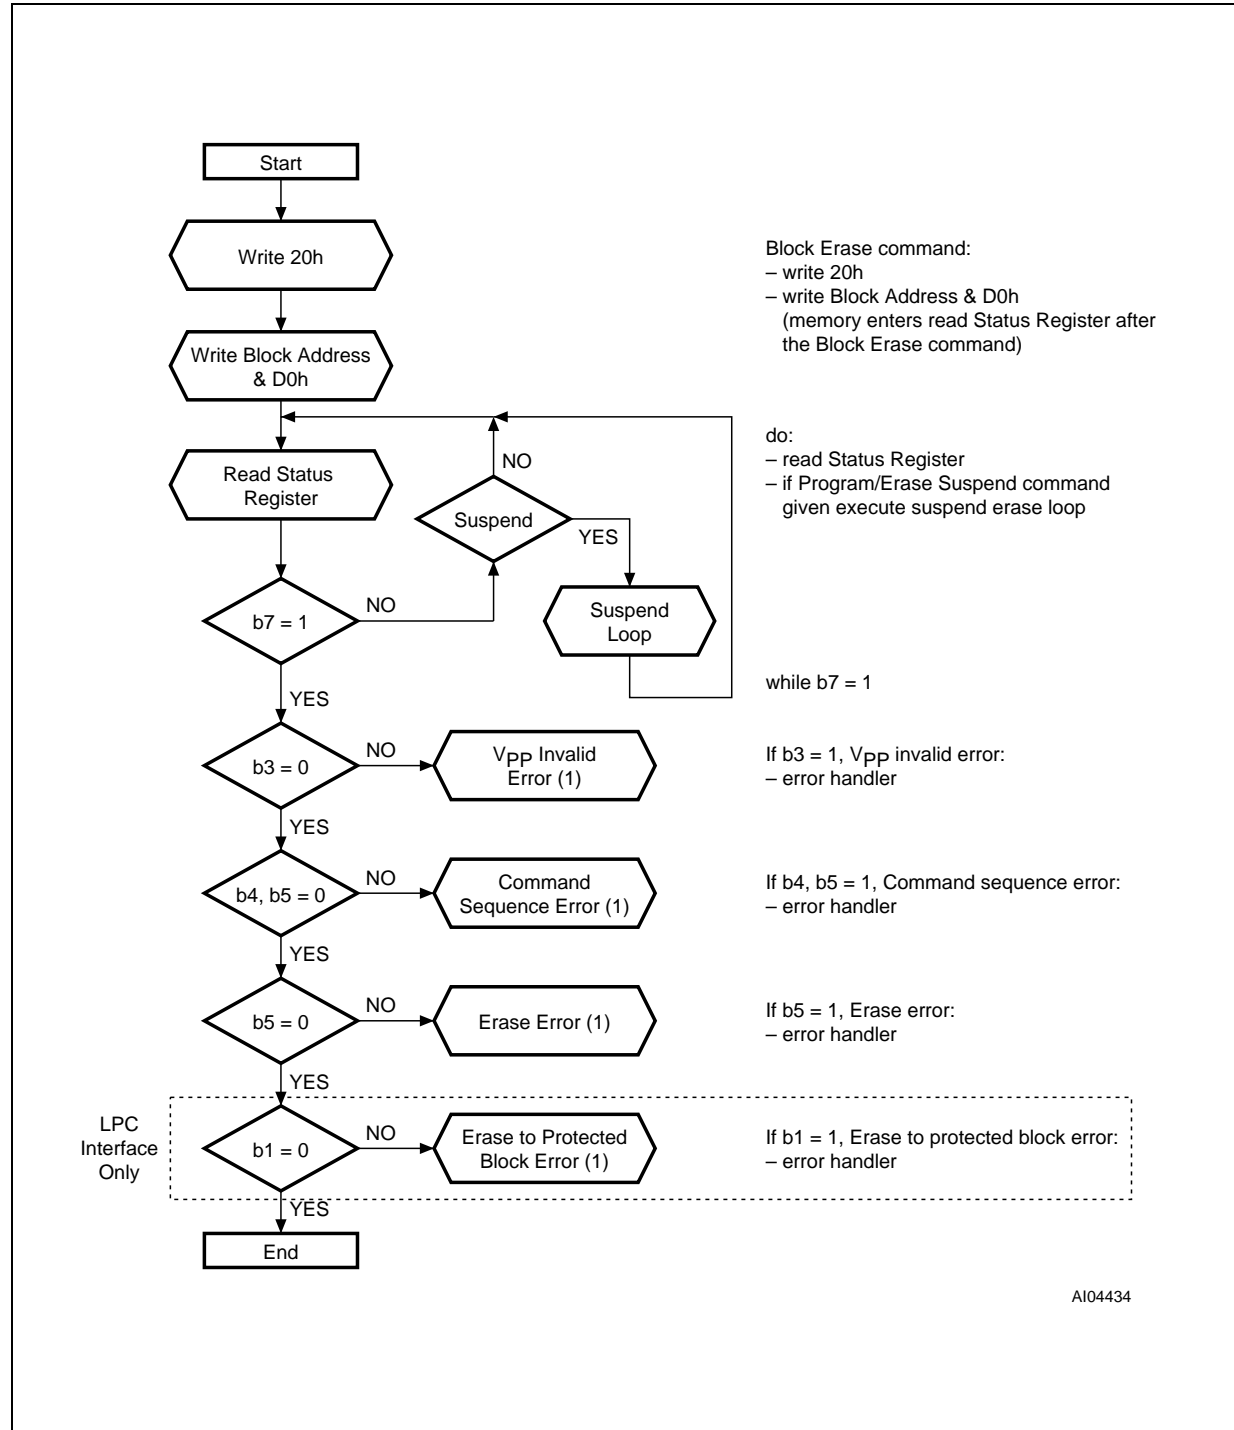 Start
Write 20h
Block Erase command:
– write 20h
– write Block Address & D0h
(memory enters read Status Register after
the Block Erase command)
Write Block Address
& D0h
do:
– read Status Register
– if Program/Erase Suspend command
given execute suspend erase loop
Read Status
Register
NO
Suspend
YES
b7 = 1
NO
Suspend
Loop
while b7 = 1
YES
b3 = 0
NO
VPP Invalid
Error (1)
If b3 = 1, VPP invalid error:
– error handler
YES
b4, b5 = 0
NO
Command
Sequence Error (1)
If b4, b5 = 1, Command sequence error:
– error handler
YES
b5 = 0
NO
Erase Error (1)
If b5 = 1, Erase error:
– error handler
YES
LPC
Interface
Only
b1 = 0
NO
Erase to Protected
Block Error (1)
If b1 = 1, Erase to protected block error:
– error handler
YES
End
AI04434